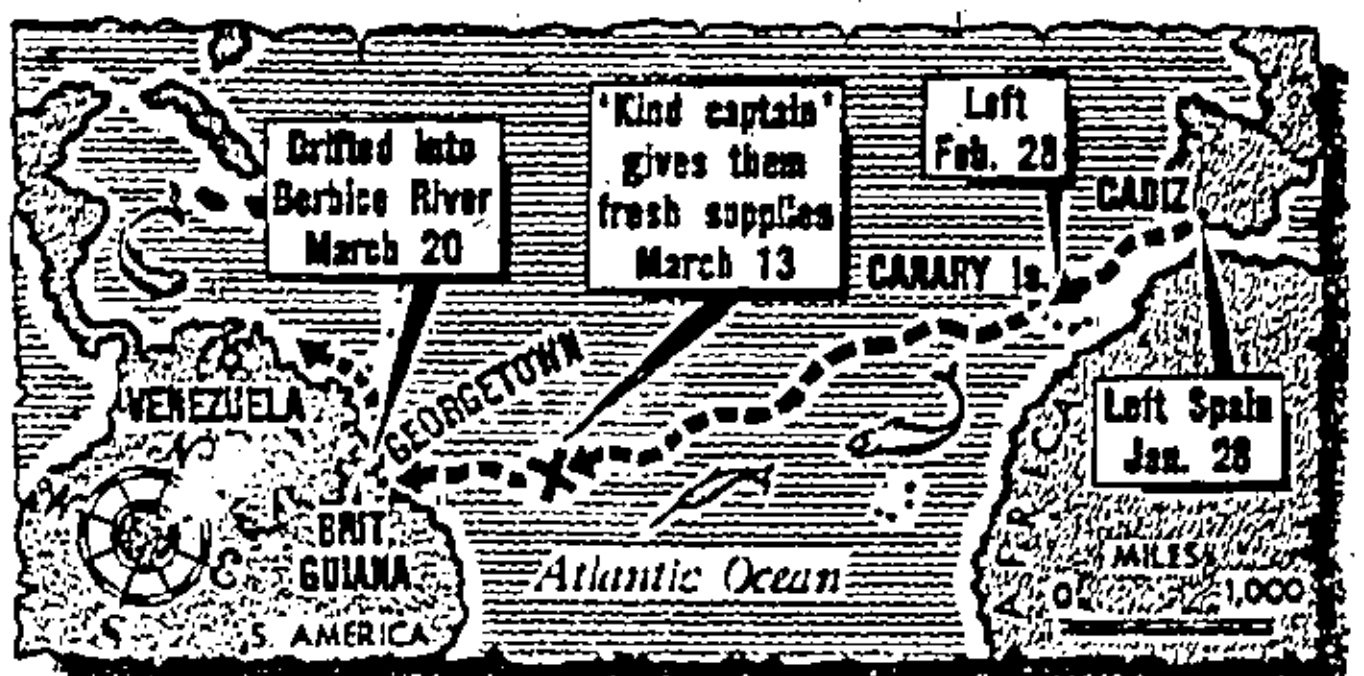 Drifted into
Berbice River
March 20
'Kind captain'
gives them
fresh supplies
March 13
Left
Feb. 28
CADIZ
CANARY Is.
GEORGETOWN
VENEZUELA
Left Spain
Jan. 28
N
W
E
S
BRIT.
GUIANA
S. AMERICA
Atlantic Ocean
AFRICA
MILES
0 1,000